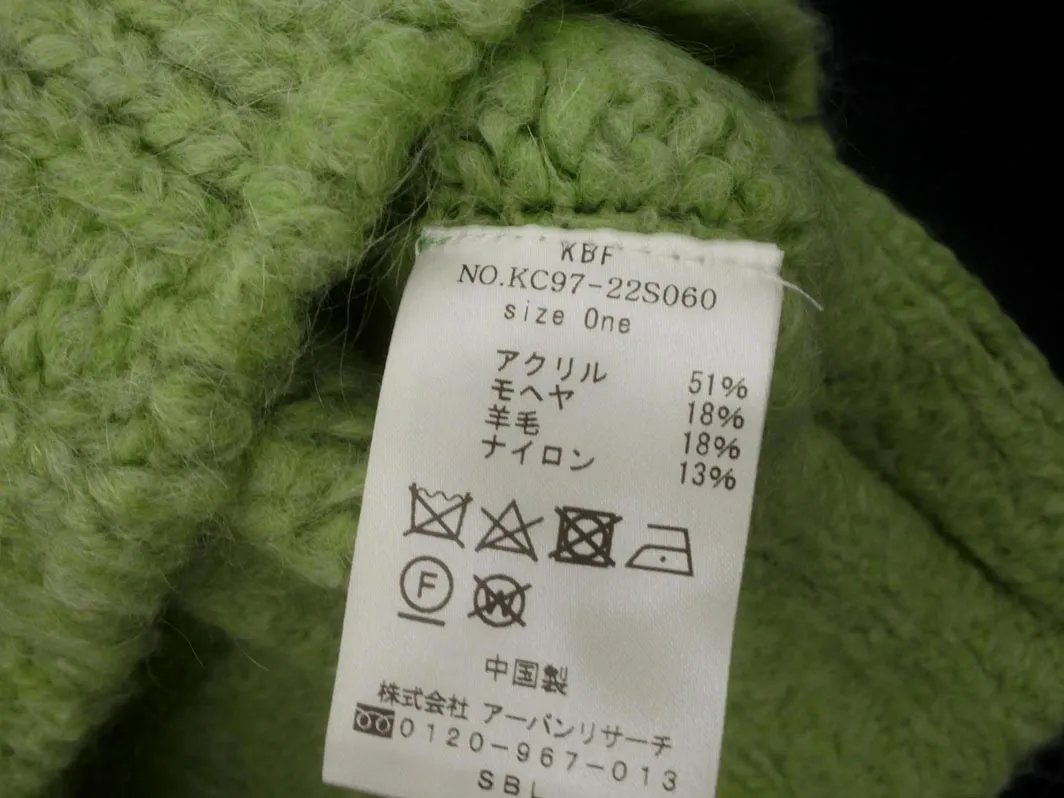 KBF
NO.KC97-22S060
size One
アクリル 51%
モヘヤ 18%
羊毛 18%
ナイロン 13%
F
W
中国製
株式会社 アーバンリサーチ
0120-967-013
SBL